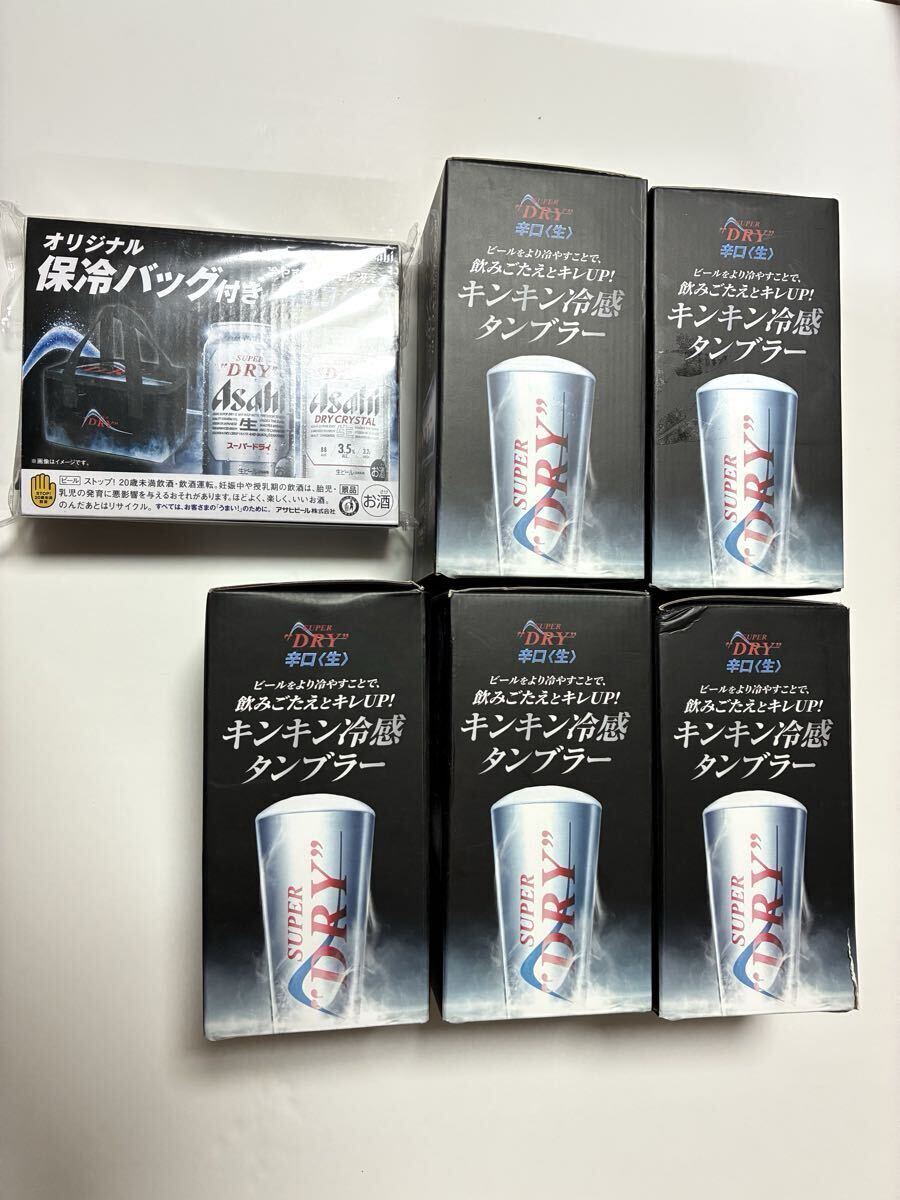 オリジナル
保冷バッグ付き
SUPER
"DRY"
Asahi
生
スーパードライ
Asahi
DRY CRYSTAL
3.5%
生ビール
生ビール
お酒
"DRY"
※画像はイメージです。
STOP!
ビール ストップ!20歳未満飲酒・飲酒運転。妊娠中や授乳期の飲酒は、胎児・
乳児の発育に悪影響を与えるおそれがあります。ほどよく、楽しく、いいお酒。
のんだあとはリサイクル。すべては、お客さまの「うまい!」のために。 アサヒビール株式会社
景品
お酒
SUPER
"DRY"
辛口〈生〉
ビールをより冷やすことで、
飲みごたえとキレUP!
キンキン冷感
タンブラー
SUPER
"DRY"
SUPER
"DRY"
辛口〈生〉
ビールをより冷やすことで、
飲みごたえとキレUP!
キンキン冷感
タンブラー
SUPER
"DRY"
SUPER
"DRY"
辛口〈生〉
ビールをより冷やすことで、
飲みごたえとキレUP!
キンキン冷感
タンブラー
SUPER
"DRY"
SUPER
"DRY"
辛口〈生〉
ビールをより冷やすことで、
飲みごたえとキレUP!
キンキン冷感
タンブラー
SUPER
"DRY"
SUPER
"DRY"
辛口〈生〉
ビールをより冷やすことで、
飲みごたえとキレUP!
キンキン冷感
タンブラー
SUPER
"DRY"